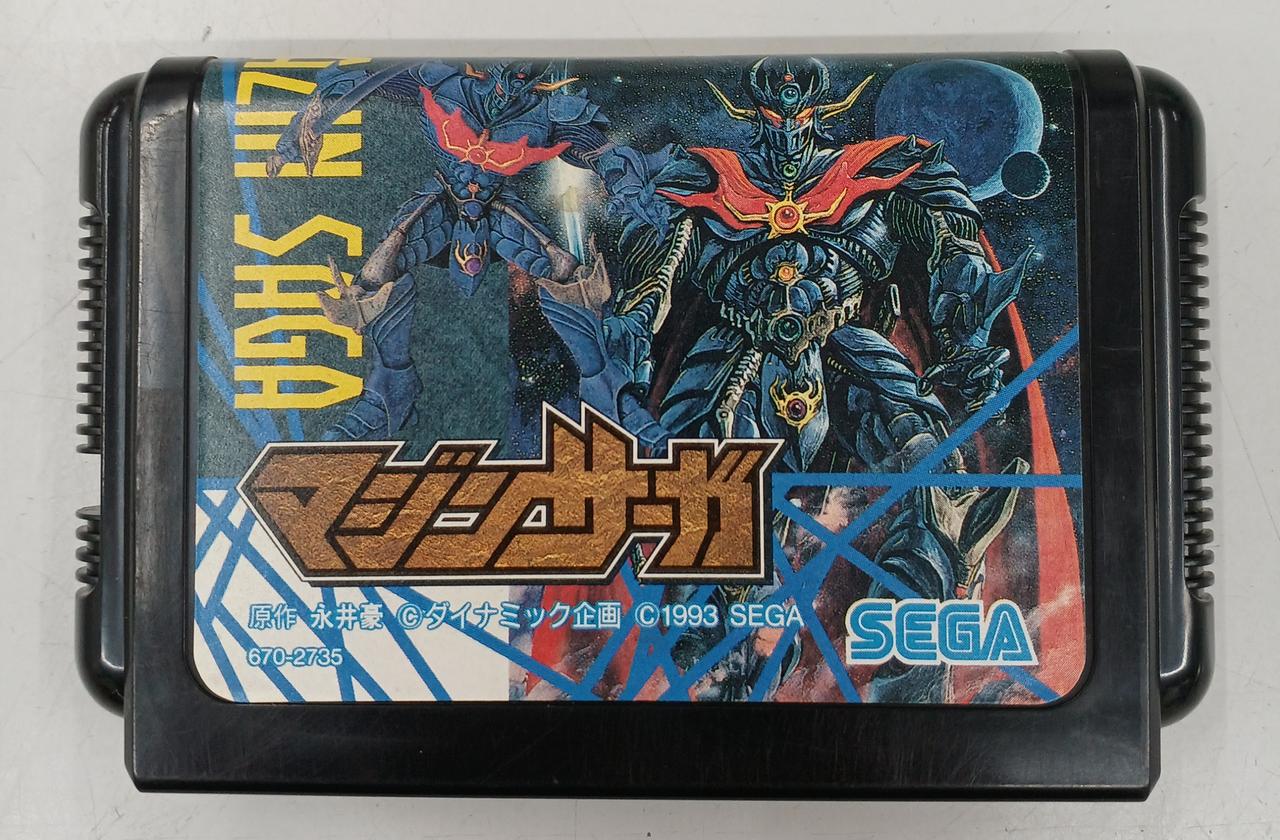 ZIN SAGA
マジンサーガ
原作 永井豪 ©ダイナミック企画 ©1993 SEGA
670-2735
SEGA